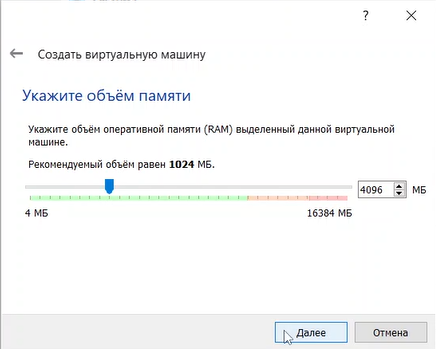 ?
Создать виртуальную машину
Укажите объём памяти
Укажите объём оперативной памяти (RAM) выделенный данной виртуальной
машине.
Рекомендуемый объём равен 1024 МБ.
4096 МБ
4 МБ 16384 МБ
Далее Отмена